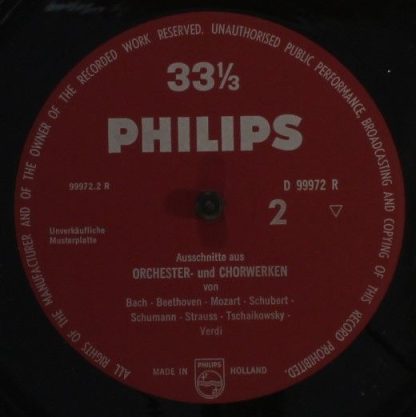 ALL RIGHTS OF THE MANUFACTURER AND OF THE OWNER OF THE RECORDED WORK RESERVED. UNAUTHORISED PUBLIC PERFORMANCE, BROADCASTING AND COPYING OF THIS RECORD PROHIBITED.
33⅓
PHILIPS
99972.2 R
D 99972 R
2
Unverkäufliche
Musterplatte
Ausschnitte aus
ORCHESTER- und CHORWERKEN
von
Bach - Beethoven - Mozart - Schubert -
Schumann - Strauss - Tschaikowsky -
Verdi
MADE IN HOLLAND
PHILIPS